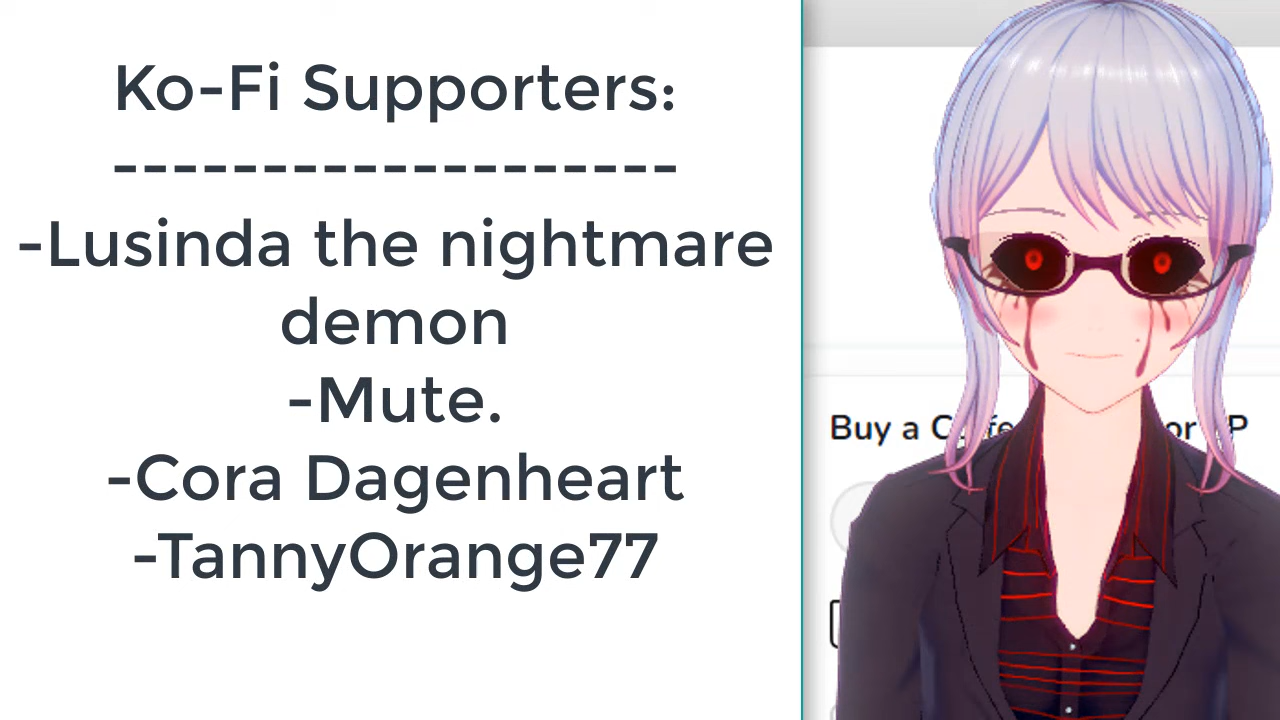 Ko-Fi Supporters:
-------------------
-Lusinda the nightmare
demon
-Mute.
-Cora Dagenheart
-TannyOrange77
Buy a